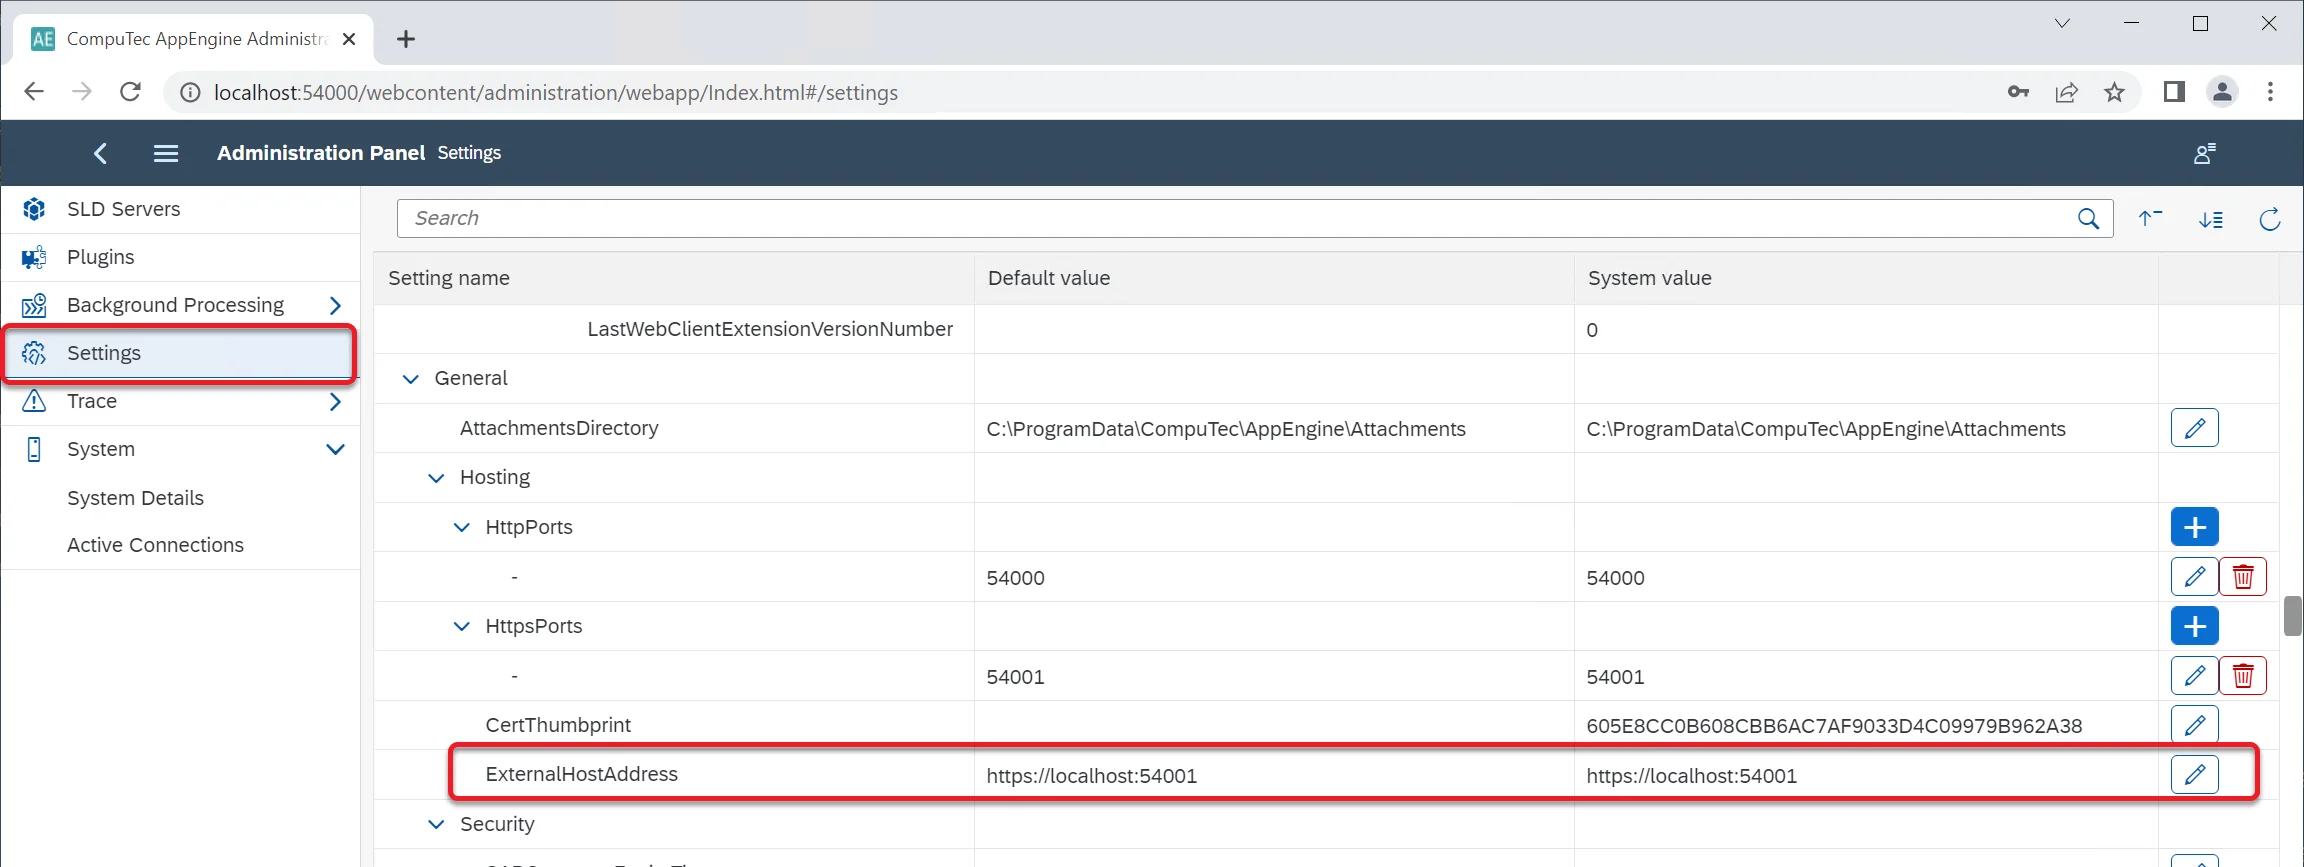 AE CompuTec AppEngine Administra
localhost:54000/webcontent/administration/webapp/Index.html#/settings
Administration Panel Settings
SLD Servers
Plugins
Background Processing
Settings
Trace
System
System Details
Active Connections
Search
Setting name Default value System value
LastWebClientExtensionVersionNumber 0
General
AttachmentsDirectory C:\ProgramData\CompuTec\AppEngine\Attachments C:\ProgramData\CompuTec\AppEngine\Attachments
Hosting
HttpPorts
- 54000 54000
HttpsPorts
- 54001 54001
CertThumbprint 605E8CC0B608CBB6AC7AF9033D4C09979B962A38
ExternalHostAddress https://localhost:54001 https://localhost:54001
Security